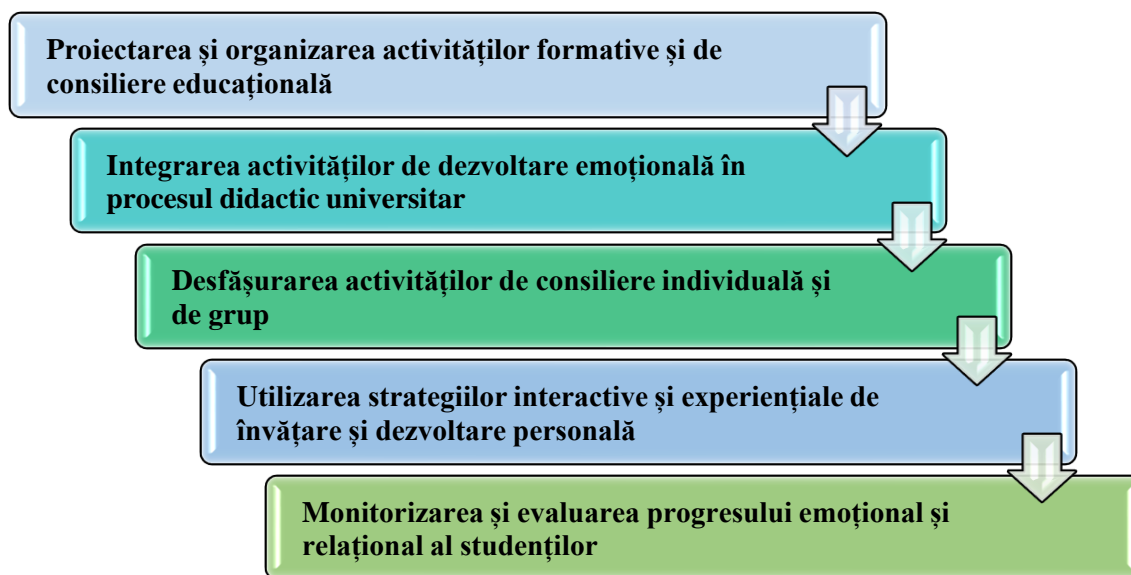 Proiectarea și organizarea activităților formative și de
consiliere educațională
Integrarea activităților de dezvoltare emoțională în
procesul didactic universitar
Desfășurarea activităților de consiliere individuală și
de grup
Utilizarea strategiilor interactive și experiențiale de
învățare și dezvoltare personală
Monitorizarea și evaluarea progresului emoțional și
relațional al studenților